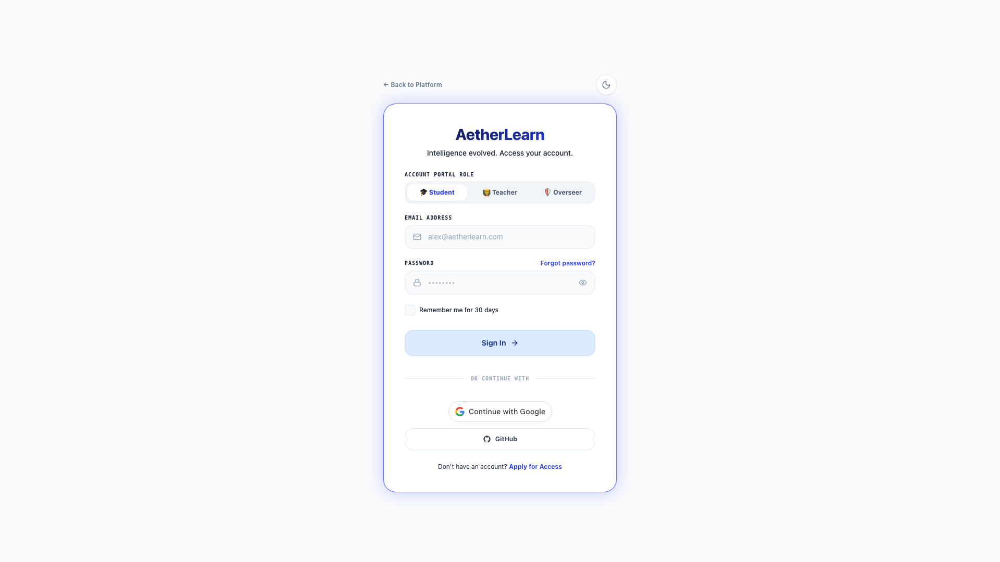 ← Back to Platform
AetherLearn
Intelligence evolved. Access your account.
ACCOUNT PORTAL ROLE
🎓 Student 👩‍🏫 Teacher 🛡️ Overseer
EMAIL ADDRESS
alex@aetherlearn.com
PASSWORD Forgot password?
••••••••
Remember me for 30 days
Sign In →
OR CONTINUE WITH
Continue with Google
GitHub
Don't have an account? Apply for Access